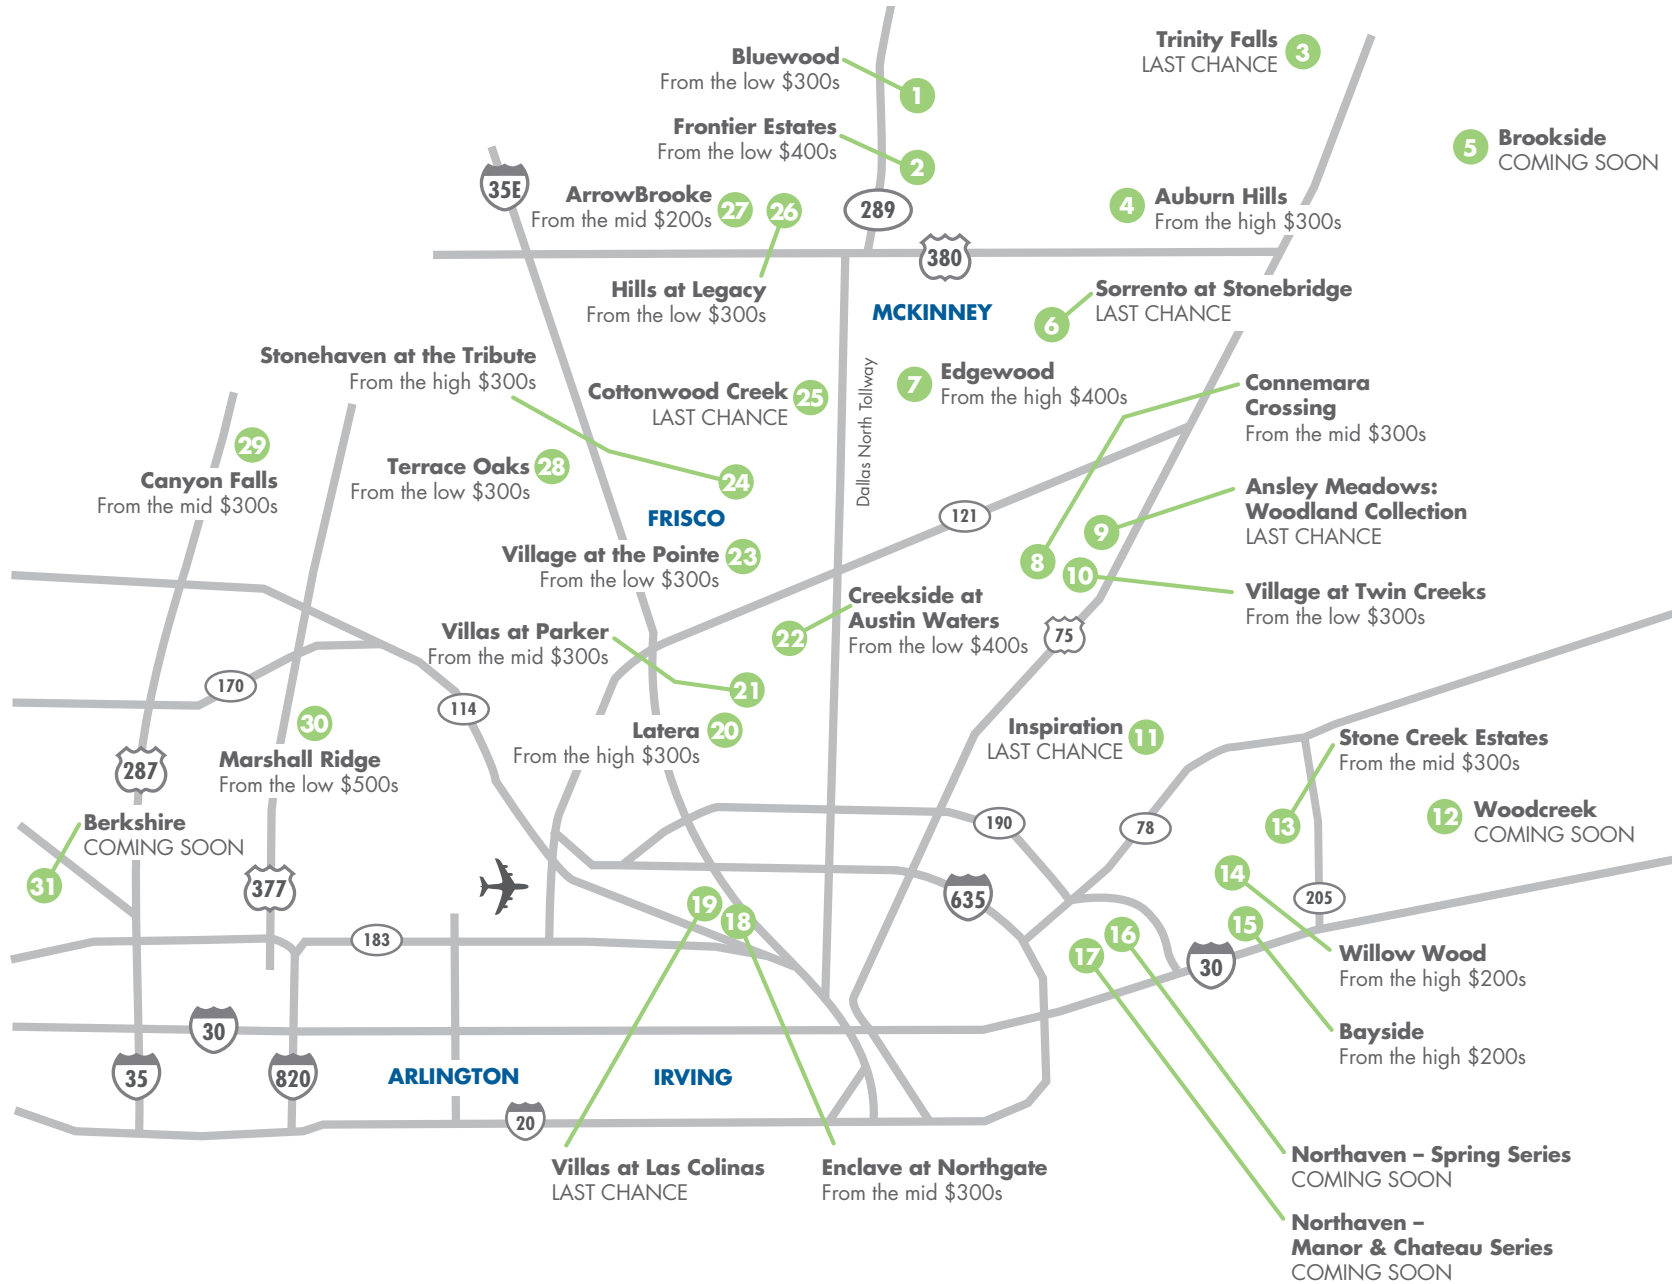 Bluewood
From the low $300s
1
Trinity Falls
LAST CHANCE
3
Frontier Estates
From the low $400s
2
5
Brookside
COMING SOON
35E
ArrowBrooke
From the mid $200s
27
26
289
4
Auburn Hills
From the high $300s
380
Hills at Legacy
From the low $300s
MCKINNEY
6
Sorrento at Stonebridge
LAST CHANCE
Stonehaven at the Tribute
From the high $300s
Cottonwood Creek
LAST CHANCE
25
Dallas North Tollway
7
Edgewood
From the high $400s
Connemara
Crossing
From the mid $300s
29
Canyon Falls
From the mid $300s
Terrace Oaks
From the low $300s
28
24
FRISCO
121
Ansley Meadows:
Woodland Collection
LAST CHANCE
9
8
10
Village at the Pointe
From the low $300s
23
Village at Twin Creeks
From the low $300s
Creekside at
Austin Waters
From the low $400s
22
75
Villas at Parker
From the mid $300s
21
170
114
30
Marshall Ridge
From the low $500s
Latera
From the high $300s
20
Inspiration
LAST CHANCE
11
Stone Creek Estates
From the mid $300s
287
13
12
Woodcreek
COMING SOON
190
78
Berkshire
COMING SOON
31
377
635
14
205
19
18
15
16
17
183
30
Willow Wood
From the high $200s
30
Bayside
From the high $200s
35
820
ARLINGTON
IRVING
20
Villas at Las Colinas
LAST CHANCE
Enclave at Northgate
From the mid $300s
Northaven – Spring Series
COMING SOON
Northaven –
Manor & Chateau Series
COMING SOON